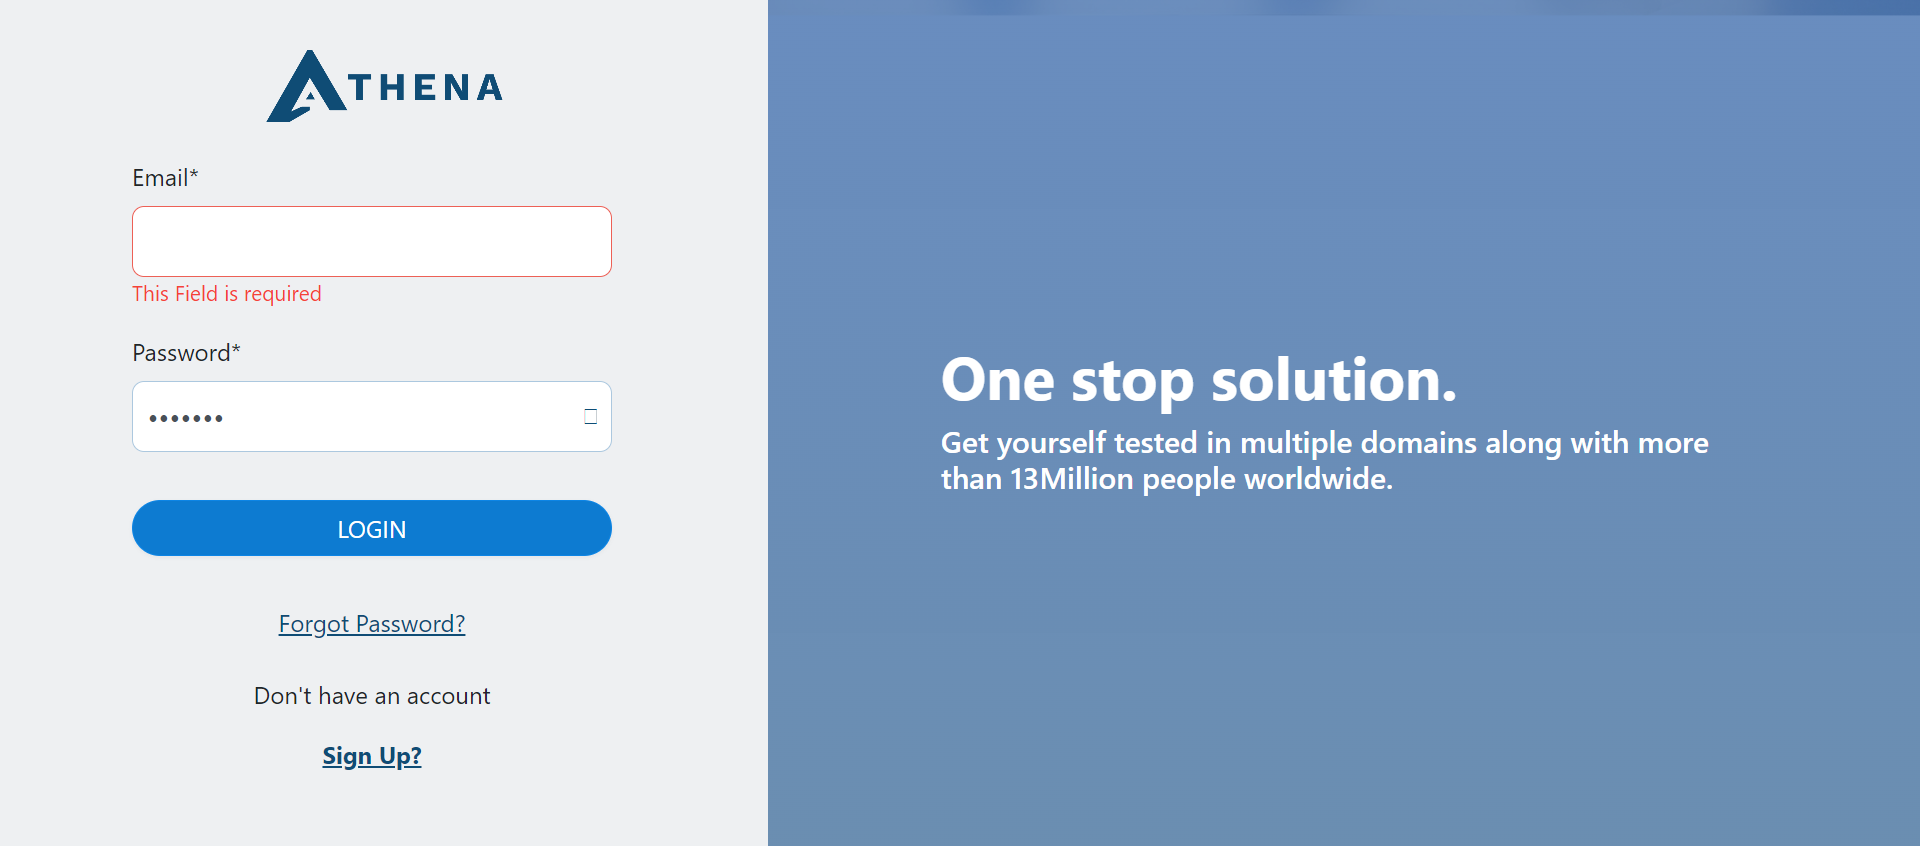 ATHENA
Email*
This Field is required
Password*
•••••••
LOGIN
Forgot Password?
Don't have an account
Sign Up?
One stop solution.
Get yourself tested in multiple domains along with more
than 13Million people worldwide.